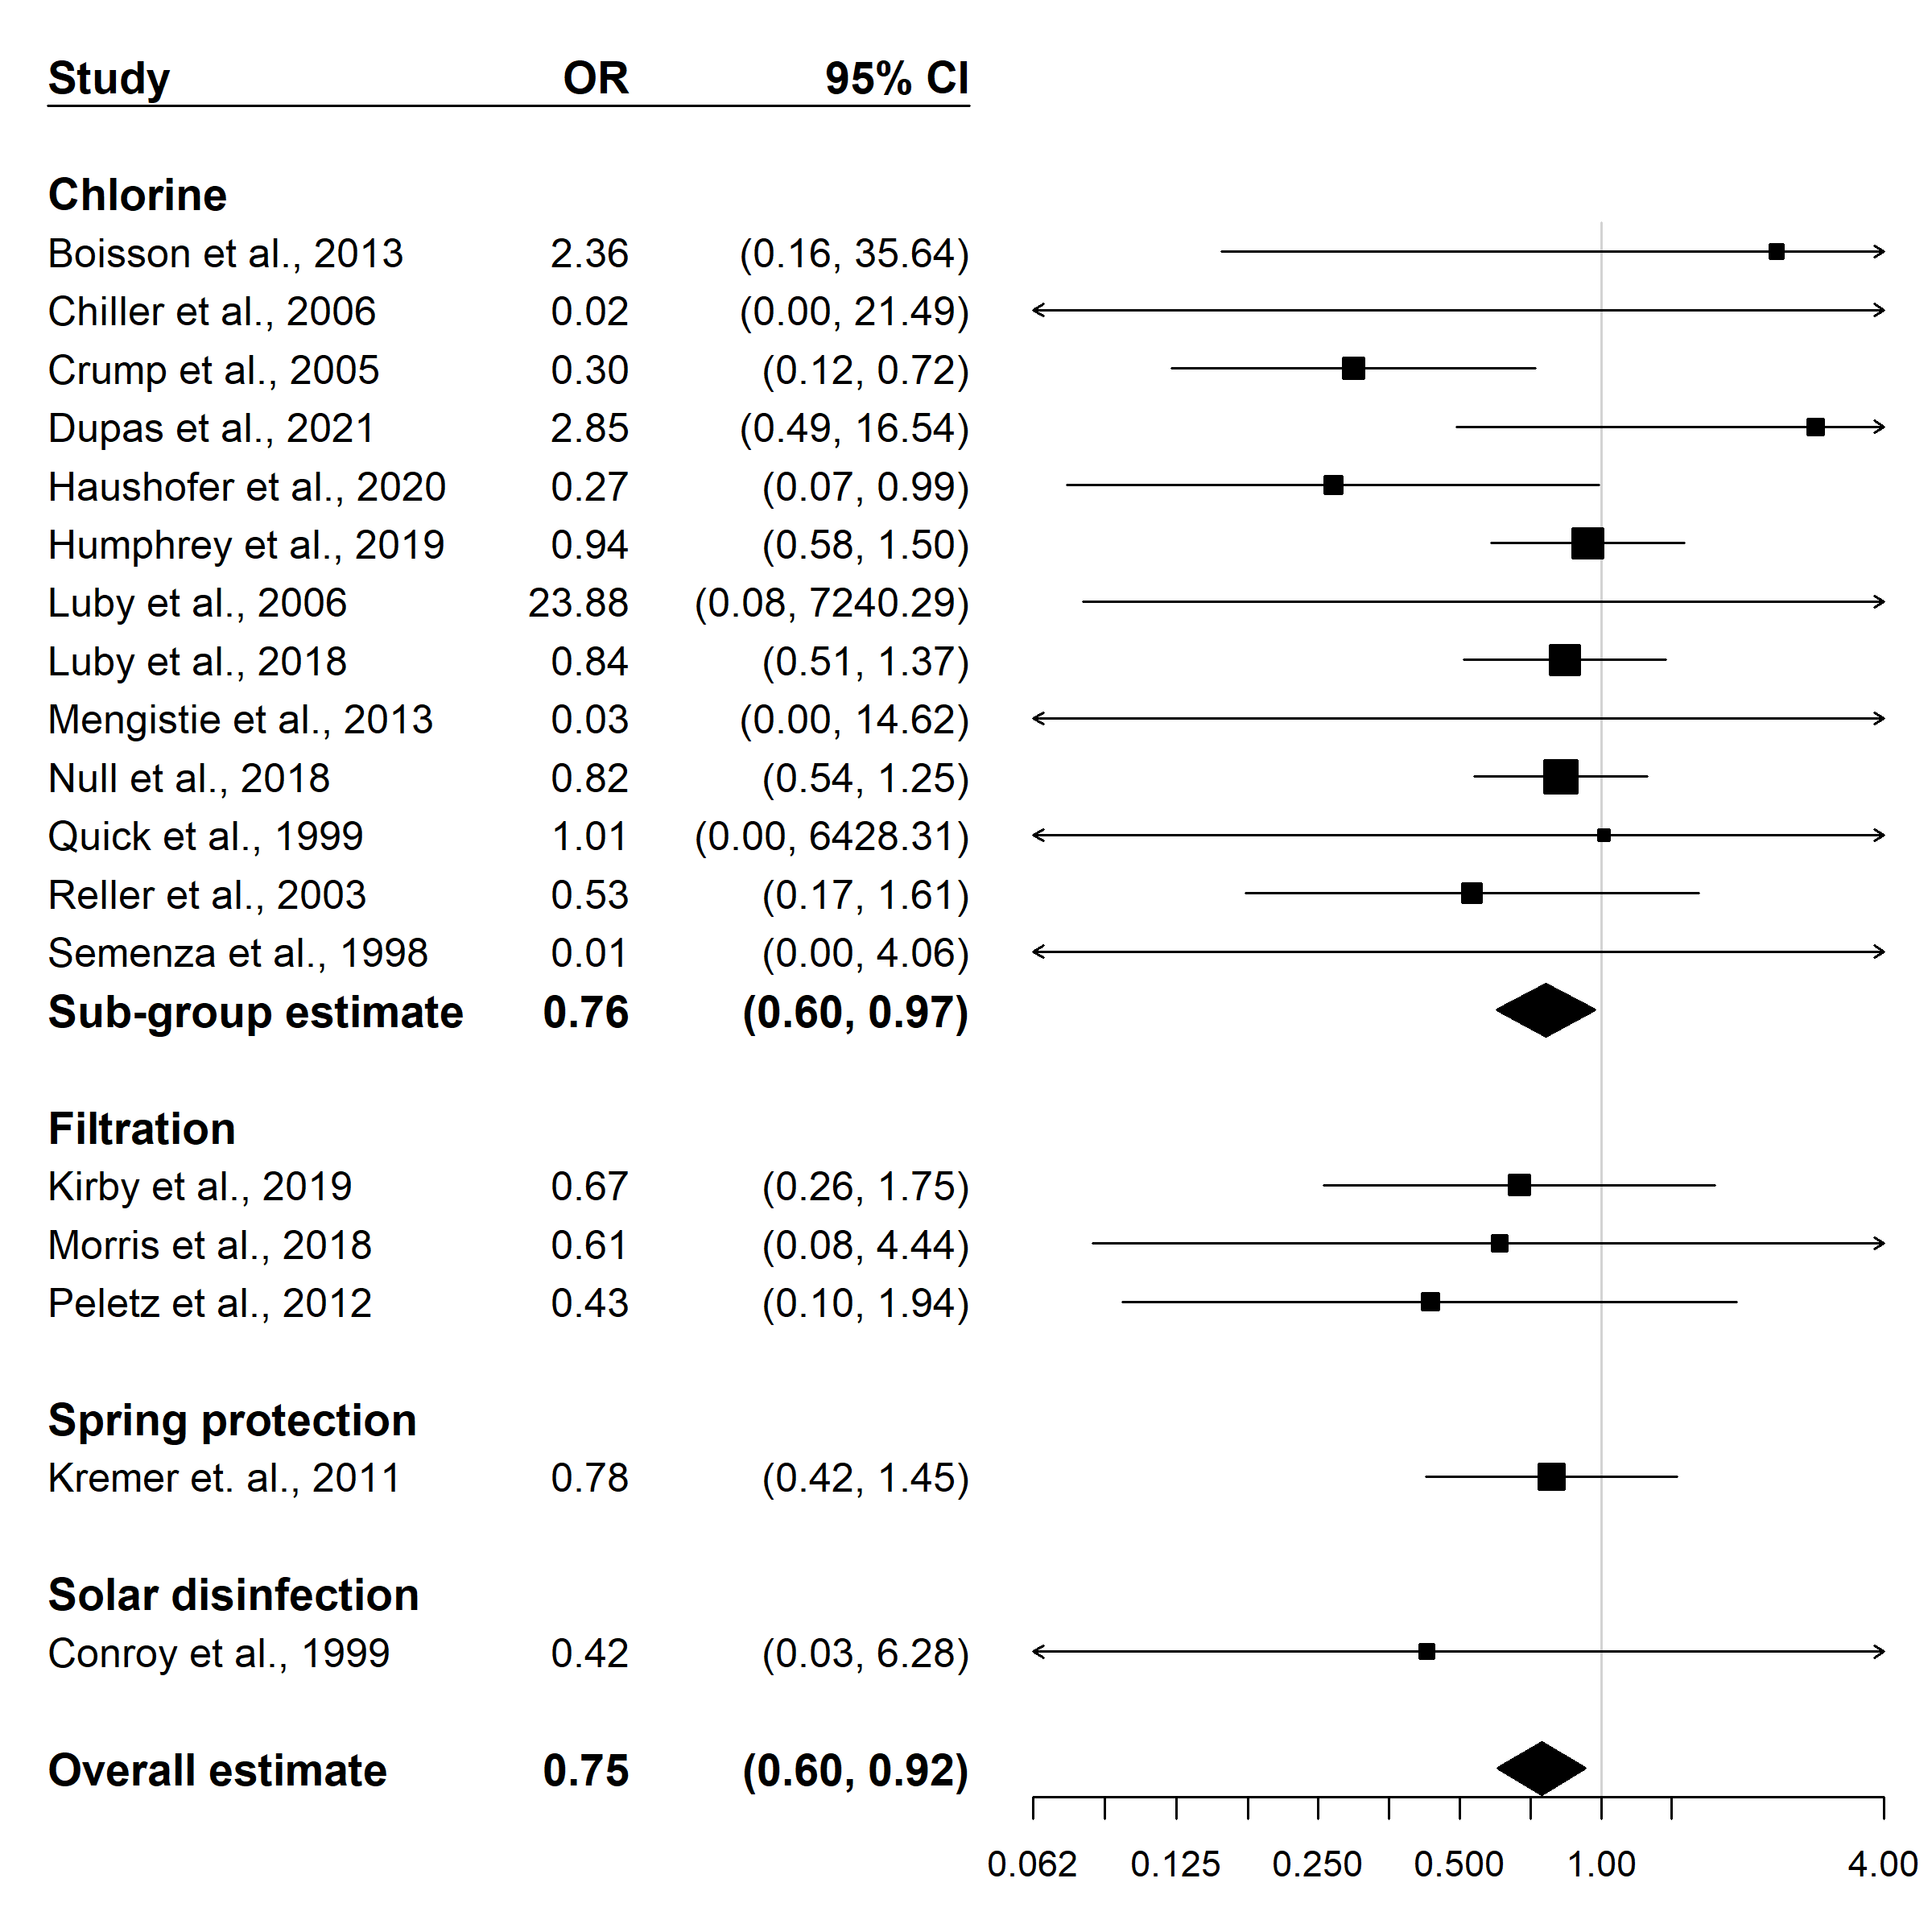 Study OR 95% CI
Chlorine
Boisson et al., 2013 2.36 (0.16, 35.64)
Chiller et al., 2006 0.02 (0.00, 21.49)
Crump et al., 2005 0.30 (0.12, 0.72)
Dupas et al., 2021 2.85 (0.49, 16.54)
Haushofer et al., 2020 0.27 (0.07, 0.99)
Humphrey et al., 2019 0.94 (0.58, 1.50)
Luby et al., 2006 23.88 (0.08, 7240.29)
Luby et al., 2018 0.84 (0.51, 1.37)
Mengistie et al., 2013 0.03 (0.00, 14.62)
Null et al., 2018 0.82 (0.54, 1.25)
Quick et al., 1999 1.01 (0.00, 6428.31)
Reller et al., 2003 0.53 (0.17, 1.61)
Semenza et al., 1998 0.01 (0.00, 4.06)
Sub-group estimate 0.76 (0.60, 0.97)
Filtration
Kirby et al., 2019 0.67 (0.26, 1.75)
Morris et al., 2018 0.61 (0.08, 4.44)
Peletz et al., 2012 0.43 (0.10, 1.94)
Spring protection
Kremer et. al., 2011 0.78 (0.42, 1.45)
Solar disinfection
Conroy et al., 1999 0.42 (0.03, 6.28)
Overall estimate 0.75 (0.60, 0.92)
0.062 0.125 0.250 0.500 1.00 4.00